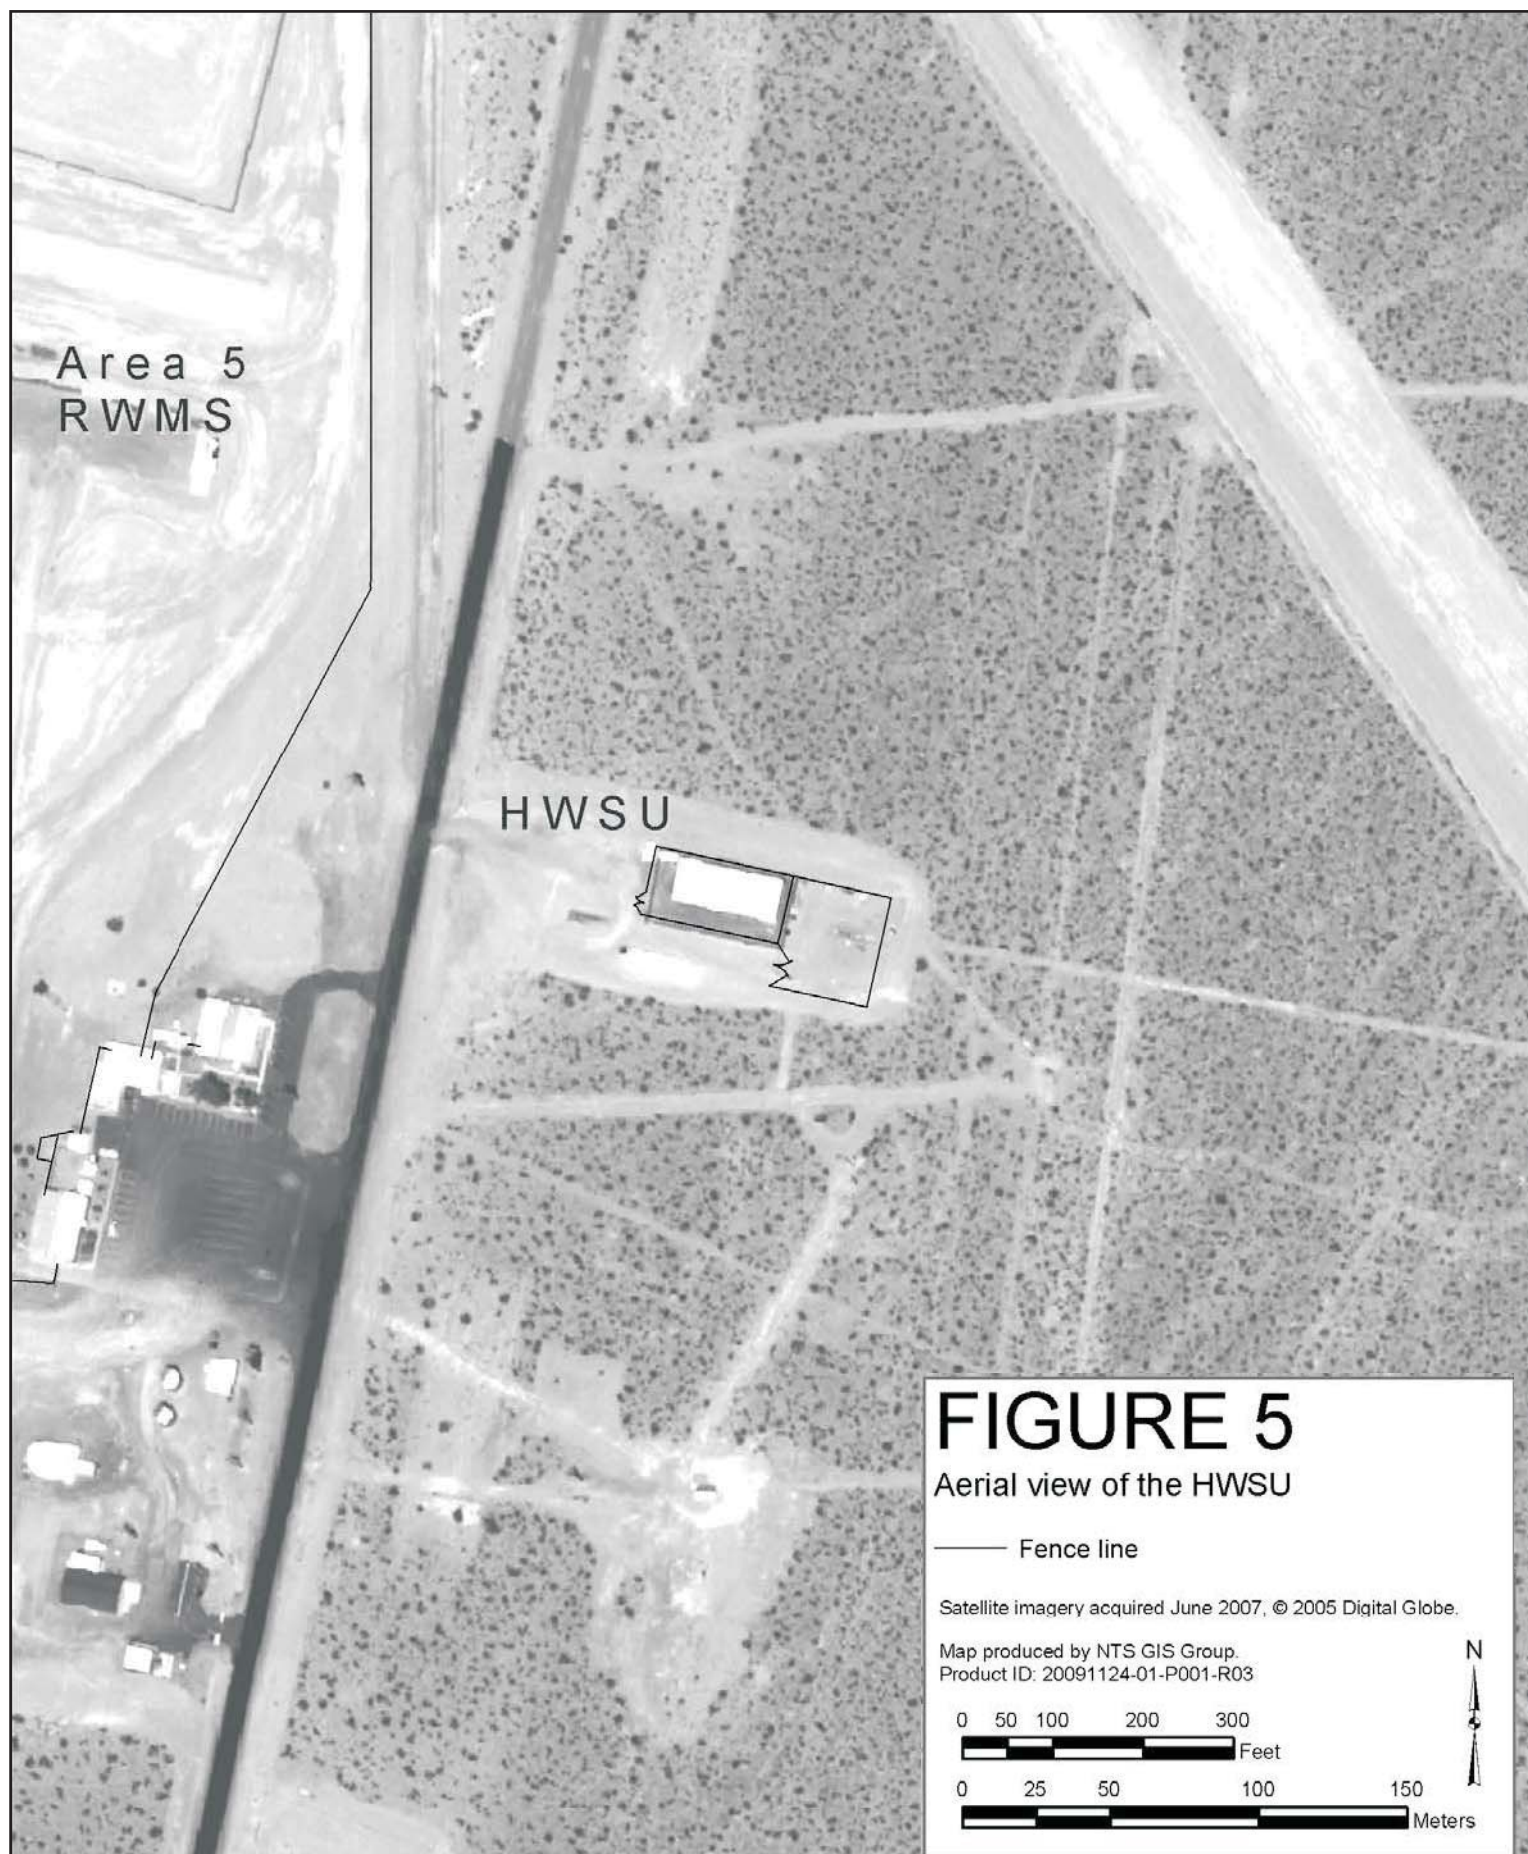 Area 5
RWMS
HWSU
FIGURE 5
Aerial view of the HWSU
Fence line
Satellite imagery acquired June 2007, © 2005 Digital Globe.
Map produced by NTS GIS Group.
Product ID: 20091124-01-P001-R03
N
0 50 100 200 300
Feet
0 25 50 100 150
Meters